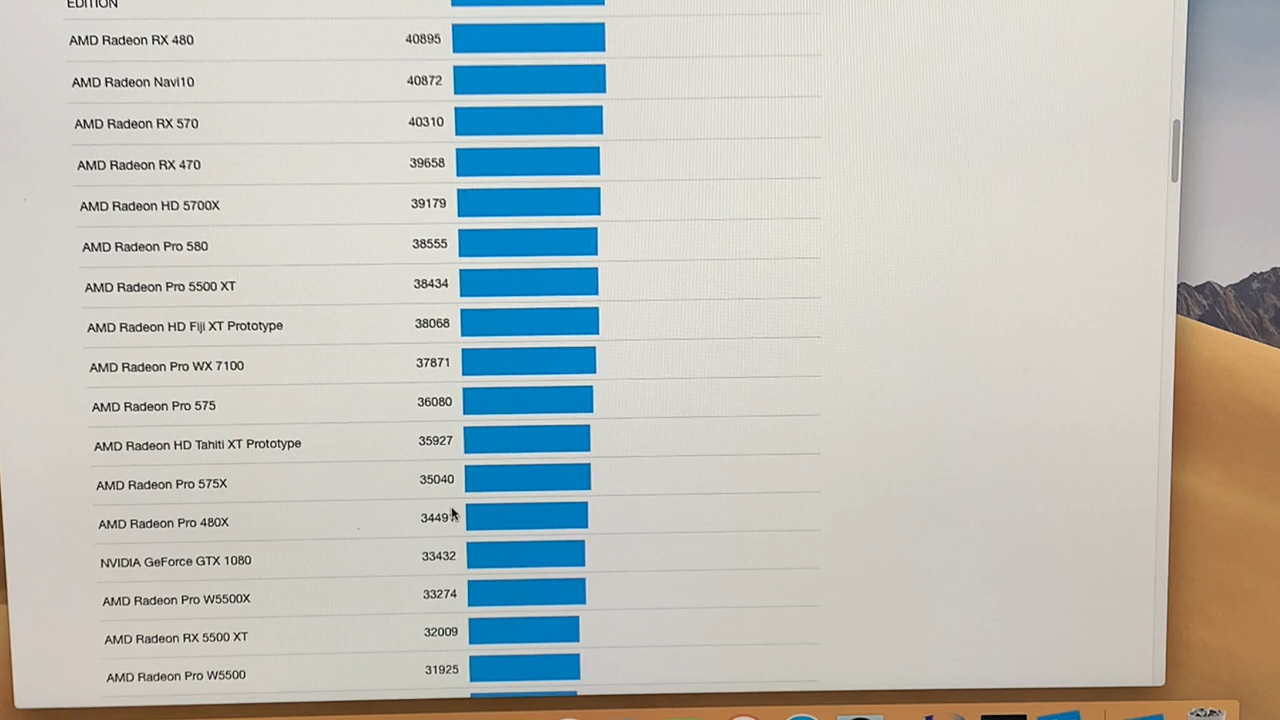 EDITION
AMD Radeon RX 480 40895
AMD Radeon Navi10 40872
AMD Radeon RX 570 40310
AMD Radeon RX 470 39658
AMD Radeon HD 5700X 39179
AMD Radeon Pro 580 38555
AMD Radeon Pro 5500 XT 38434
AMD Radeon HD Fiji XT Prototype 38068
AMD Radeon Pro WX 7100 37871
AMD Radeon Pro 575 36080
AMD Radeon HD Tahiti XT Prototype 35927
AMD Radeon Pro 575X 35040
AMD Radeon Pro 480X
NVIDIA GeForce GTX 1080 33432
AMD Radeon Pro W5500X 33274
AMD Radeon RX 5500 XT 32009
AMD Radeon Pro W5500 31925